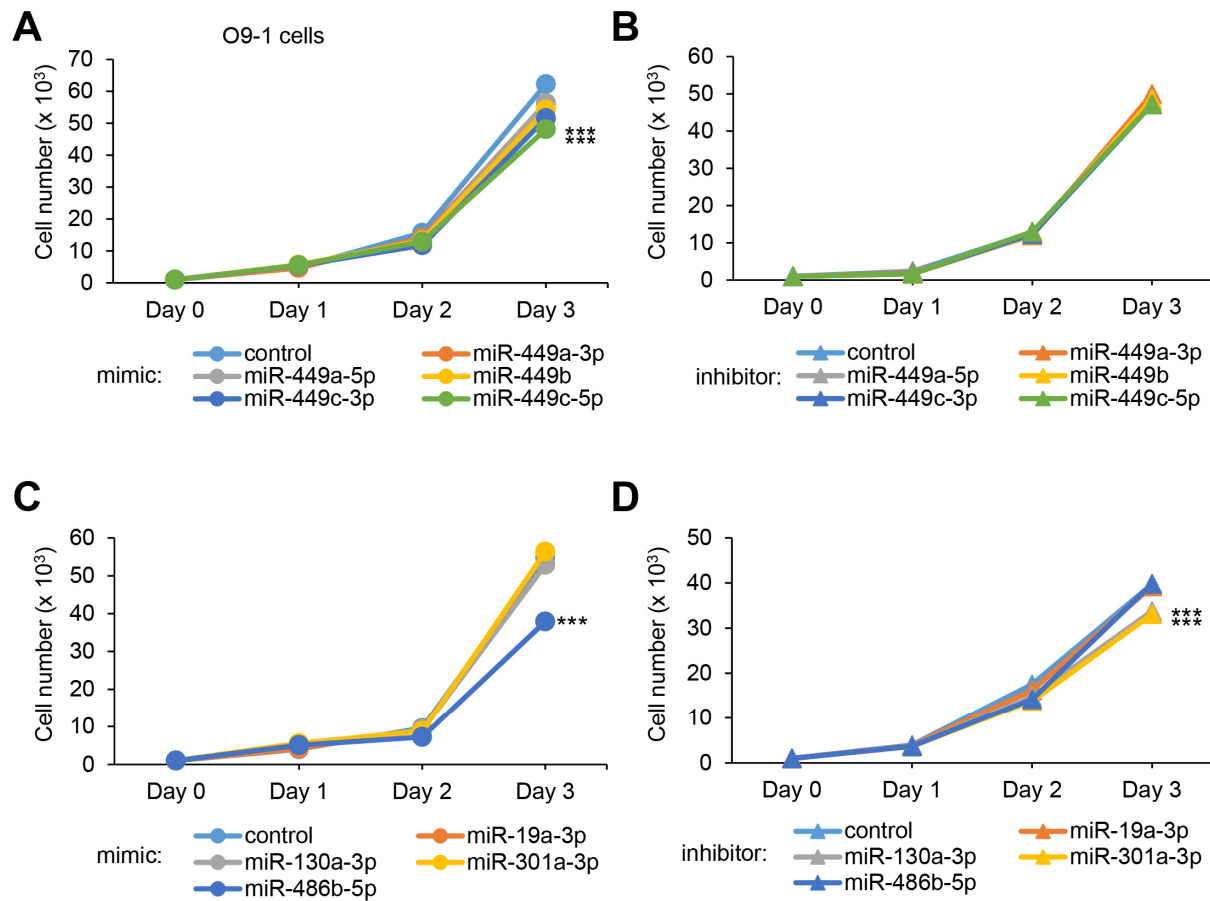 A
O9-1 cells
Cell number (x 10³)
70
60
50
40
30
20
10
0
Day 0 Day 1 Day 2 Day 3
***
***
mimic:
control miR-449a-3p
miR-449a-5p miR-449b
miR-449c-3p miR-449c-5p
B
Cell number (x 10³)
60
50
40
30
20
10
0
Day 0 Day 1 Day 2 Day 3
inhibitor:
control miR-449a-3p
miR-449a-5p miR-449b
miR-449c-3p miR-449c-5p
C
Cell number (x 10³)
60
50
40
30
20
10
0
***
Day 0 Day 1 Day 2 Day 3
mimic:
control miR-19a-3p
miR-130a-3p miR-301a-3p
miR-486b-5p
D
Cell number (x 10³)
50
40
30
20
10
0
***
***
Day 0 Day 1 Day 2 Day 3
inhibitor:
control miR-19a-3p
miR-130a-3p miR-301a-3p
miR-486b-5p